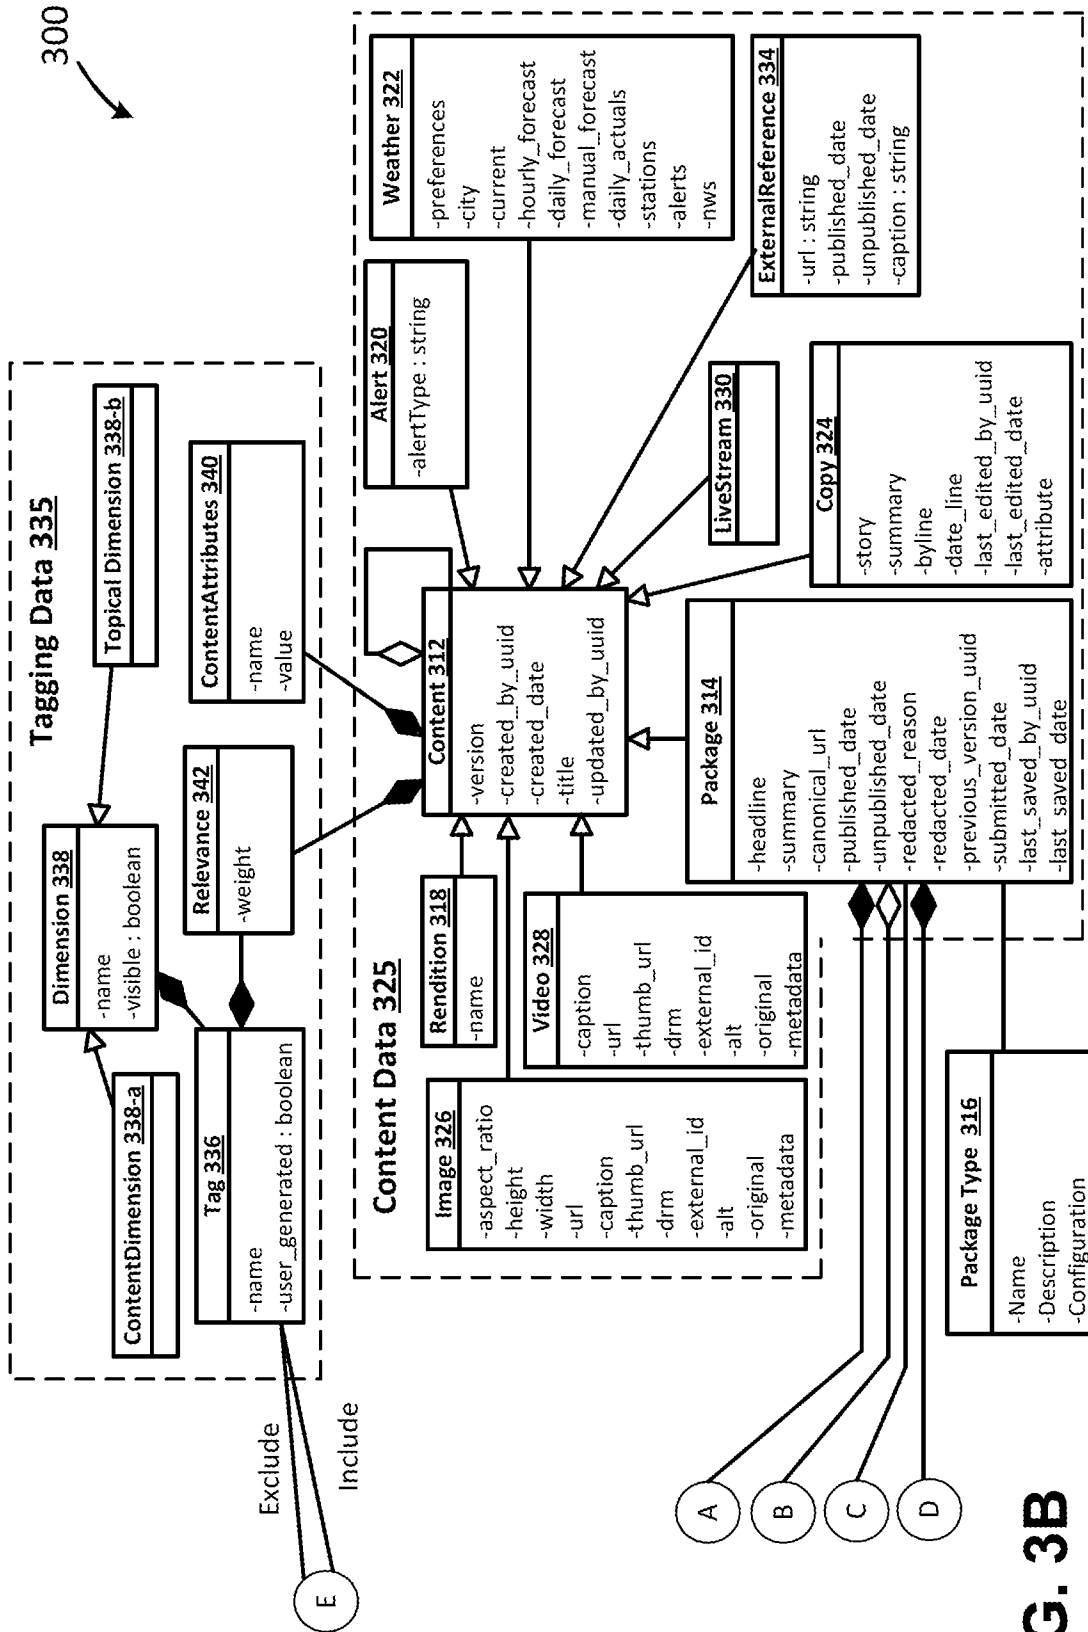 300
Tagging Data 335
ContentDimension 338-a
Dimension 338
-name
-visible : boolean
Topical Dimension 338-b
Tag 336
-name
-user_generated : boolean
Relevance 342
-weight
ContentAttributes 340
-name
-value
Exclude
Include
E
Content Data 325
Image 326
-aspect_ratio
-height
-width
-url
-caption
-thumb_url
-drm
-external_id
-alt
-original
-metadata
Rendition 318
-name
Video 328
-caption
-url
-thumb_url
-drm
-external_id
-alt
-original
-metadata
Content 312
-version
-created_by_uuid
-created_date
-title
-updated_by_uuid
Alert 320
-alertType : string
Weather 322
-preferences
-city
-current
-hourly_forecast
-daily_forecast
-manual_forecast
-daily_actuals
-stations
-alerts
-nws
LiveStream 330
ExternalReference 334
-url : string
-published_date
-unpublished_date
-caption : string
Package 314
-headline
-summary
-canonical_url
-published_date
-unpublished_date
-redacted_reason
-redacted_date
-previous_version_uuid
-submitted_date
-last_saved_by_uuid
-last_saved_date
Copy 324
-story
-summary
-byline
-date_line
-last_edited_by_uuid
-last_edited_date
-attribute
A
B
C
D
Package Type 316
-Name
-Description
-Configuration
G. 3B